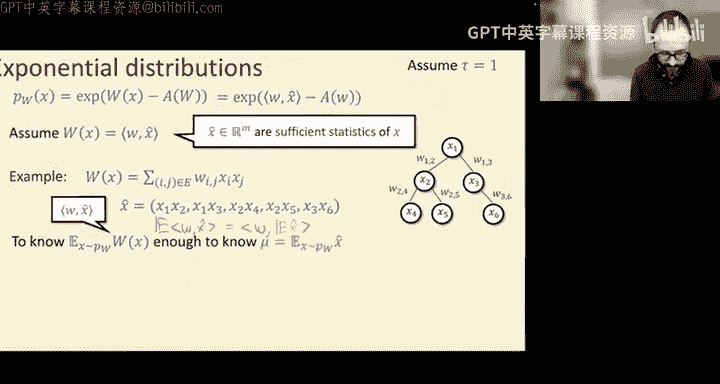 GPT中英字幕课程资源@bilibili.com
GPT中英字幕课程资源 bilibili
Exponential distributions
Assume τ = 1
p_W(x) = exp(W(x) − A(W)) = exp(⟨w, x̂⟩ − A(w))
Assume W(x) = ⟨w, x̂⟩
x̂ ∈ ℝ^m are sufficient statistics of x
Example: W(x) = ∑_{(i,j)∈E} w_{i,j}x_ix_j
⟨w, x̂⟩
x̂ = (x_1x_2, x_1x_3, x_2x_4, x_2x_5, x_3x_6)
𝔼⟨w, x̂⟩ = ⟨w, 𝔼x̂⟩
To know 𝔼_{x∼p_W}W(x) enough to know μ = 𝔼_{x∼p_W}x̂
x_1
w_{1,2} w_{1,3}
x_2 x_3
w_{2,4} w_{2,5} w_{3,6}
x_4 x_5 x_6